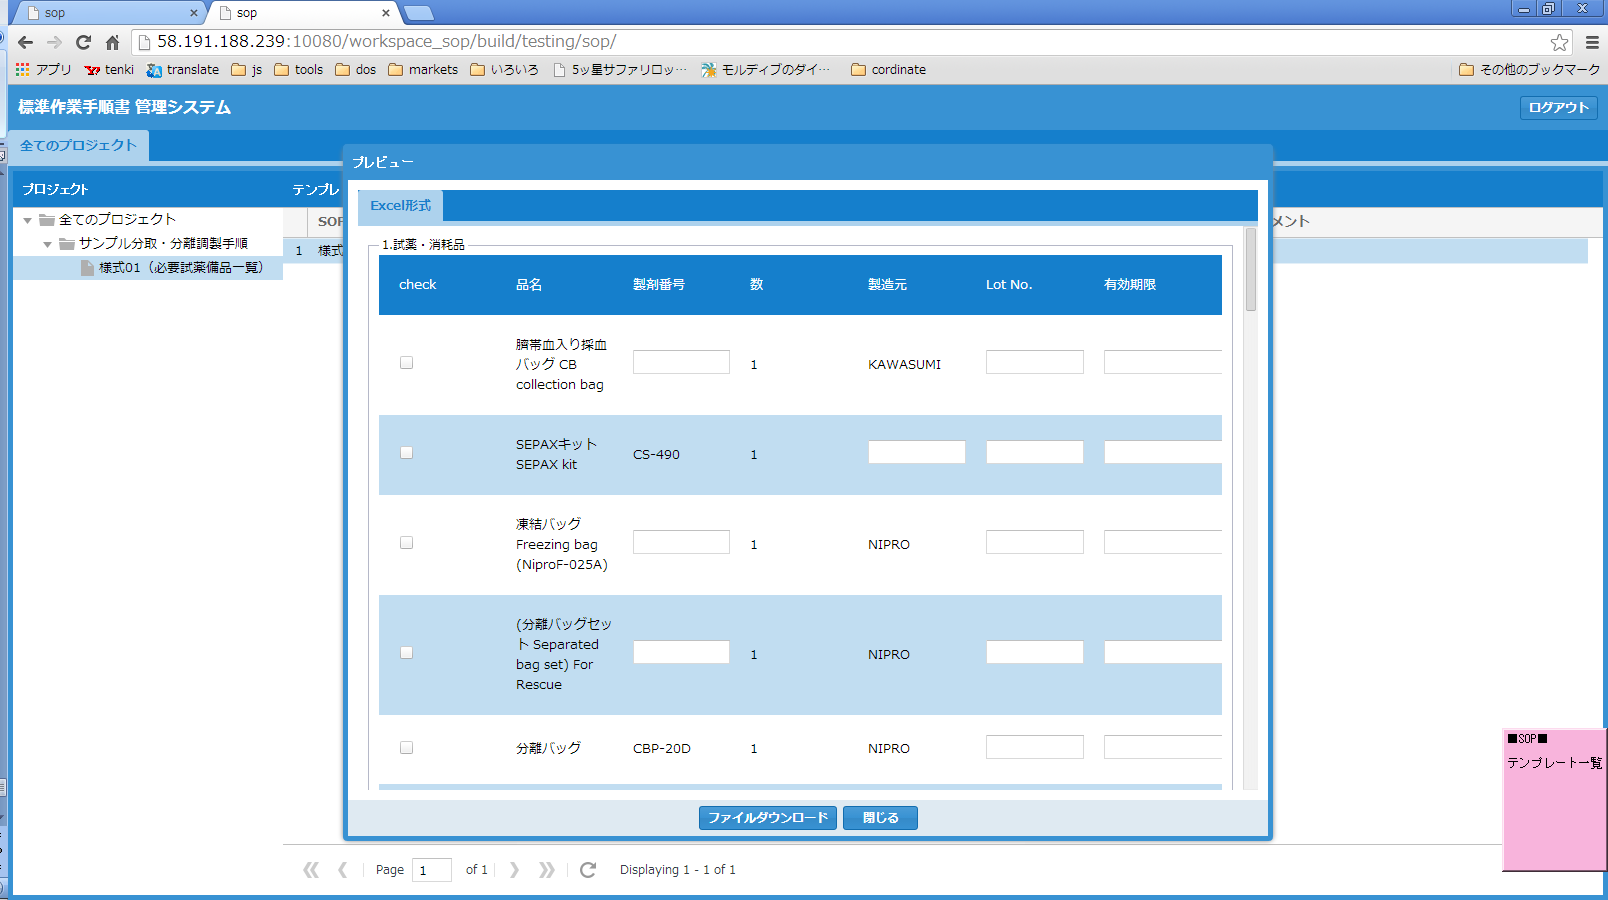 sop
sop
58.191.188.239:10080/workspace_sop/build/testing/sop/
アプリ tenki translate js tools dos markets いろいろ 5ッ星サファリロッ… モルディブのダイ… cordinate その他のブックマーク
標準作業手順書 管理システム ログアウト
全てのプロジェクト
プレビュー
プロジェクト テンプレ
Excel形式
全てのプロジェクト SOP メント
サンプル分取・分離調製手順 1 様式
様式01（必要試薬備品一覧）
1.試薬・消耗品
check 品名 製剤番号 数 製造元 Lot No. 有効期限
臍帯血入り採血
バッグ CB 1 KAWASUMI
collection bag
SEPAXキット
SEPAX kit CS-490 1
凍結バッグ
Freezing bag 1 NIPRO
(NiproF-025A)
(分離バッグセッ
ト Separated
bag set) For 1 NIPRO
Rescue
分離バッグ CBP-20D 1 NIPRO
ファイルダウンロード 閉じる
■SOP■
テンプレート一覧
Page 1 of 1 Displaying 1 - 1 of 1